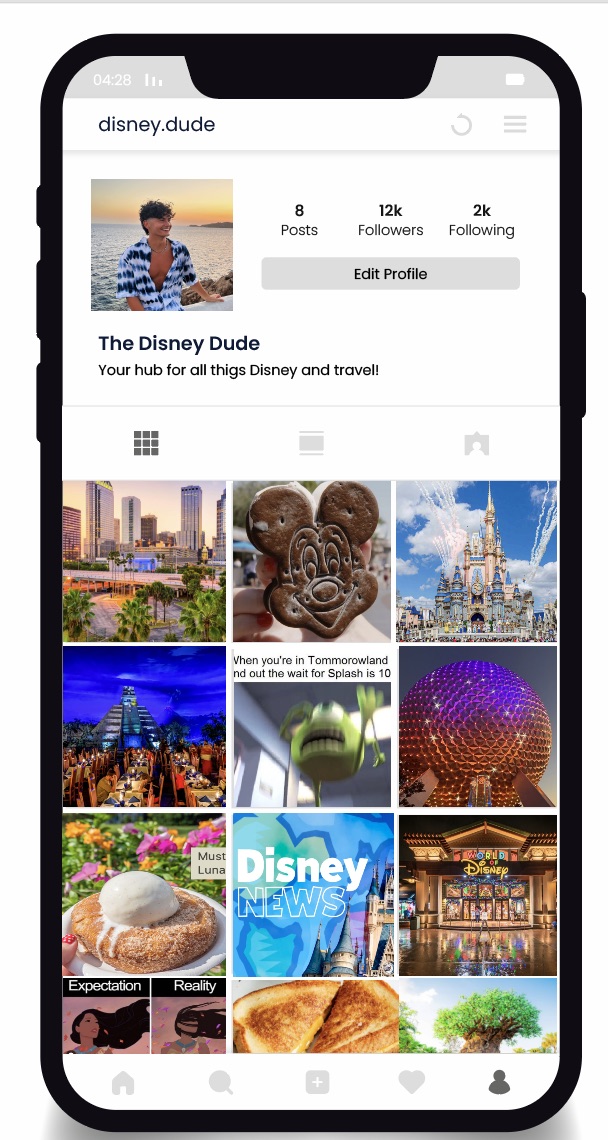 04:28
disney.dude
8 12k 2k
Posts Followers Following
Edit Profile
The Disney Dude
Your hub for all thigs Disney and travel!
When you're in Tommorowland
nd out the wait for Splash is 10
Must
Luna
Disney
NEWS
WORLD
OF
DISNEY
Expectation Reality